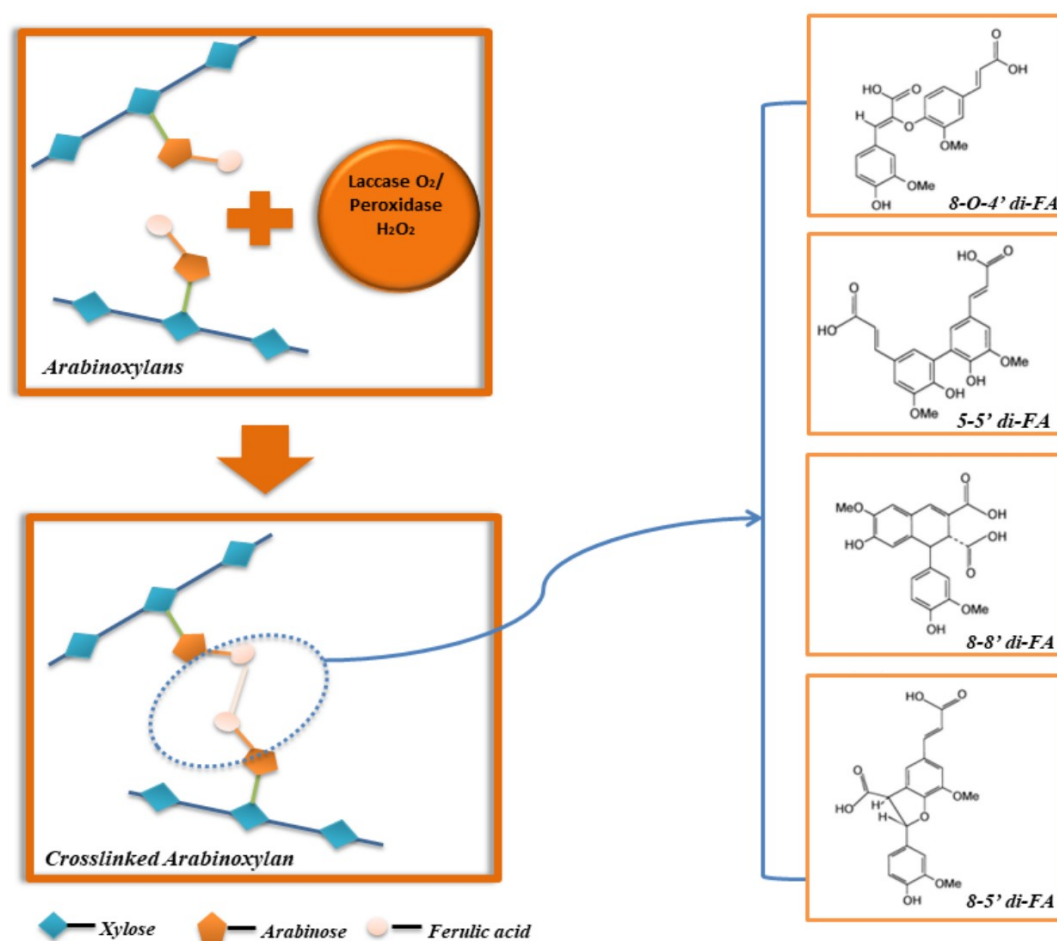 Laccase O₂/
Peroxidase
H₂O₂
Arabinoxylans
Crosslinked Arabinoxylan
Xylose
Arabinose
Ferulic acid
O
OH
HO
O
H
O
OMe
OMe
OH
8-O-4' di-FA
HO
O
O
HO
OMe
OH
OH
OMe
5-5' di-FA
O
MeO
OH
HO
OH
O
OMe
OH
8-8' di-FA
O
HO
O
HO
H
H
O
OMe
OMe
OH
8-5' di-FA